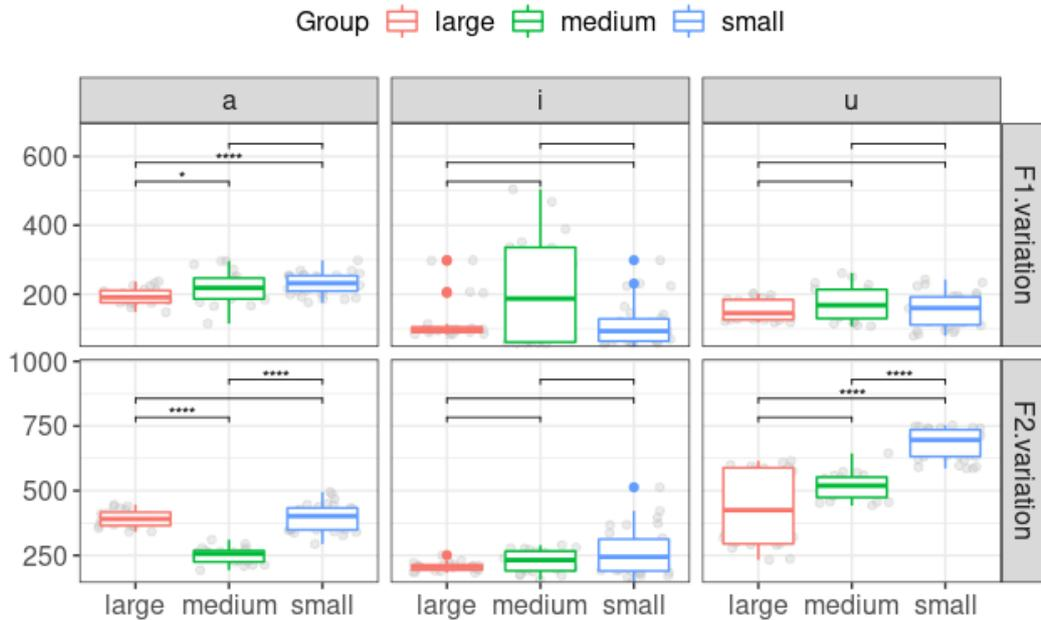 Group large medium small
a i u
600
****
*
400
200
F1.variation
1000
**** ****
**** ****
750
500
250
F2.variation
large medium small large medium small large medium small